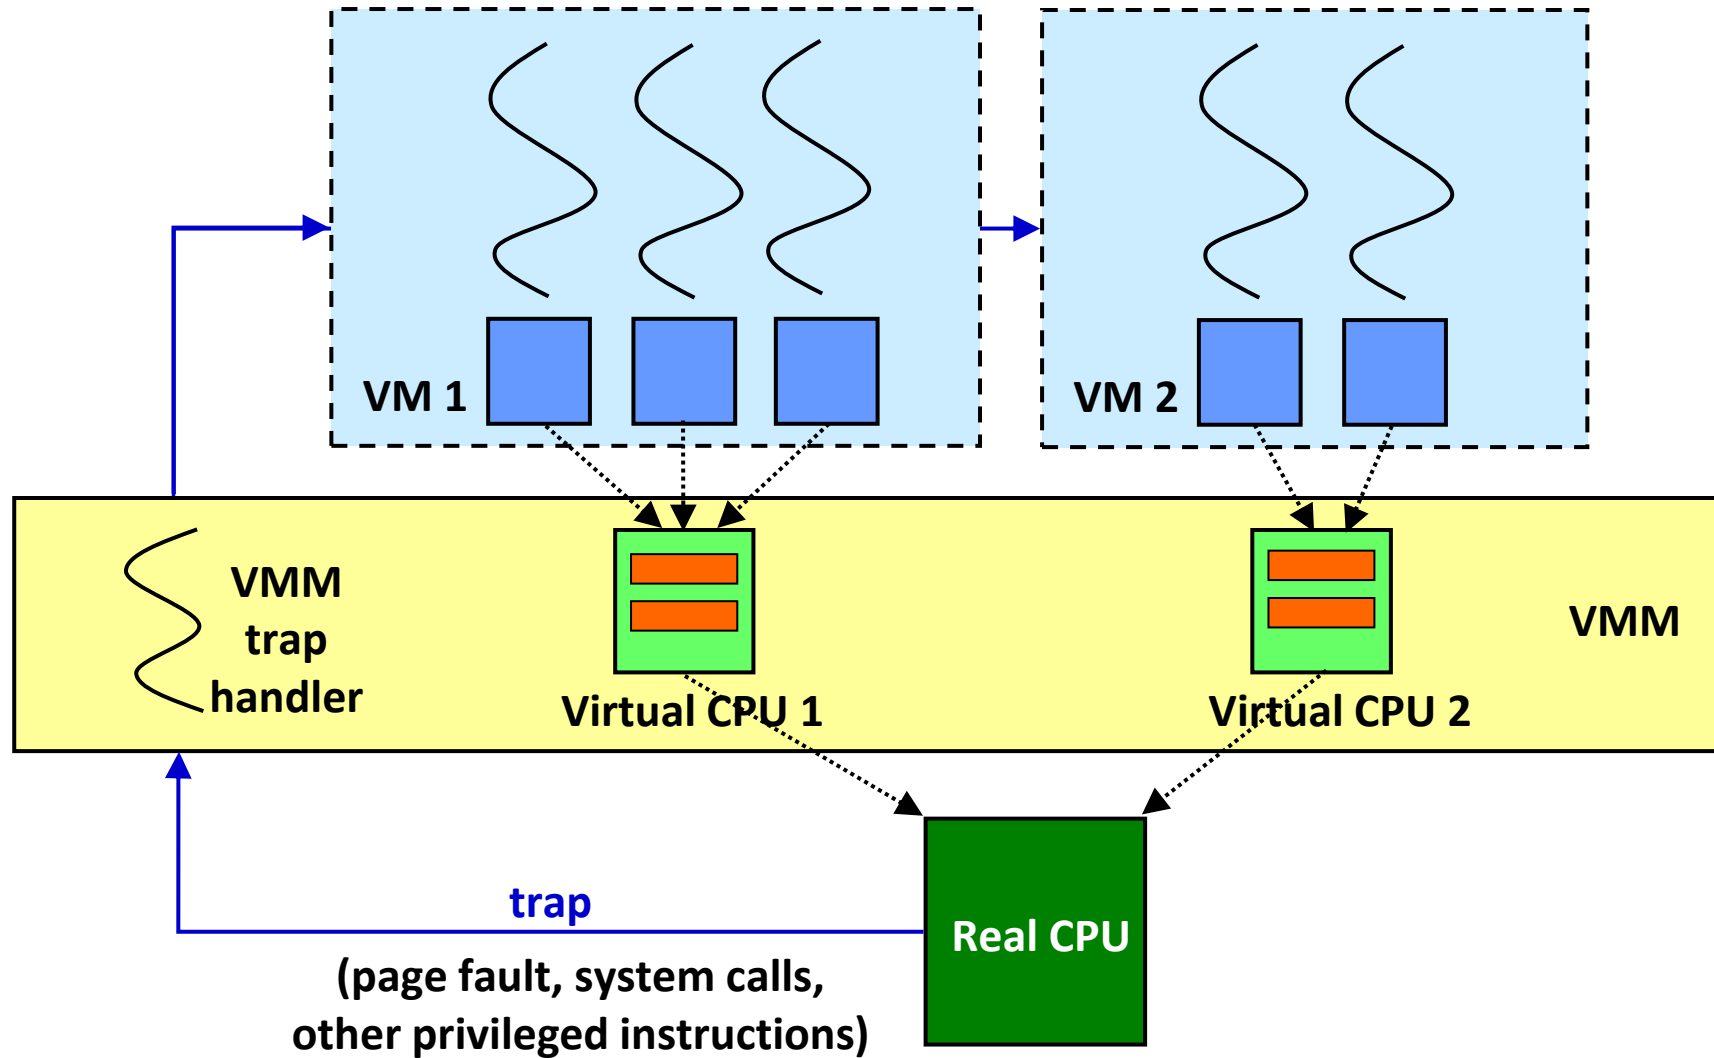 VM 1
VM 2
VMM
trap
handler
Virtual CPU 1
Virtual CPU 2
VMM
trap
Real CPU
(page fault, system calls,
other privileged instructions)